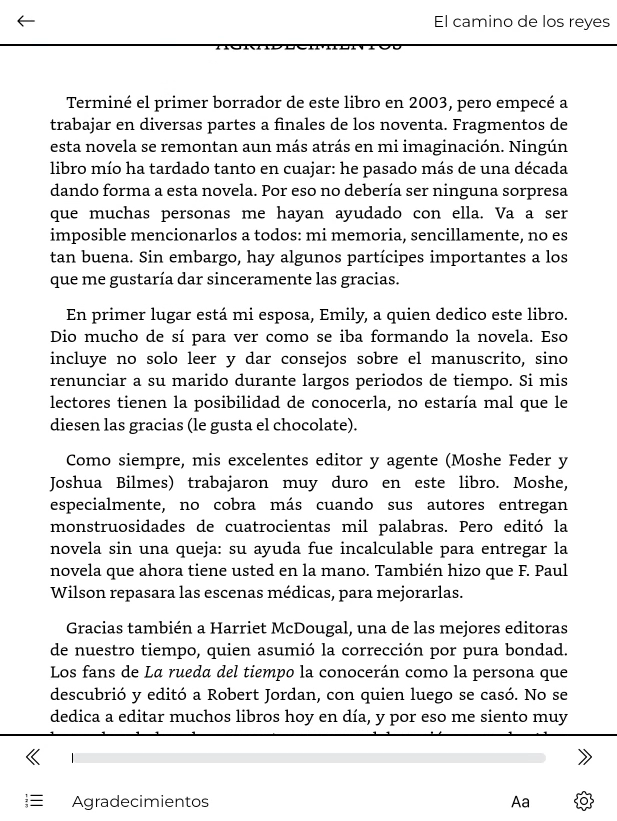 El camino de los reyes
AGRADECIMIENTOS
Terminé el primer borrador de este libro en 2003, pero empecé a
trabajar en diversas partes a finales de los noventa. Fragmentos de
esta novela se remontan aun más atrás en mi imaginación. Ningún
libro mío ha tardado tanto en cuajar: he pasado más de una década
dando forma a esta novela. Por eso no debería ser ninguna sorpresa
que muchas personas me hayan ayudado con ella. Va a ser
imposible mencionarlos a todos: mi memoria, sencillamente, no es
tan buena. Sin embargo, hay algunos partícipes importantes a los
que me gustaría dar sinceramente las gracias.
En primer lugar está mi esposa, Emily, a quien dedico este libro.
Dio mucho de sí para ver como se iba formando la novela. Eso
incluye no solo leer y dar consejos sobre el manuscrito, sino
renunciar a su marido durante largos periodos de tiempo. Si mis
lectores tienen la posibilidad de conocerla, no estaría mal que le
diesen las gracias (le gusta el chocolate).
Como siempre, mis excelentes editor y agente (Moshe Feder y
Joshua Bilmes) trabajaron muy duro en este libro. Moshe,
especialmente, no cobra más cuando sus autores entregan
monstruosidades de cuatrocientas mil palabras. Pero editó la
novela sin una queja: su ayuda fue incalculable para entregar la
novela que ahora tiene usted en la mano. También hizo que F. Paul
Wilson repasara las escenas médicas, para mejorarlas.
Gracias también a Harriet McDougal, una de las mejores editoras
de nuestro tiempo, quien asumió la corrección por pura bondad.
Los fans de La rueda del tiempo la conocerán como la persona que
descubrió y editó a Robert Jordan, con quien luego se casó. No se
dedica a editar muchos libros hoy en día, y por eso me siento muy
Agradecimientos
Aa